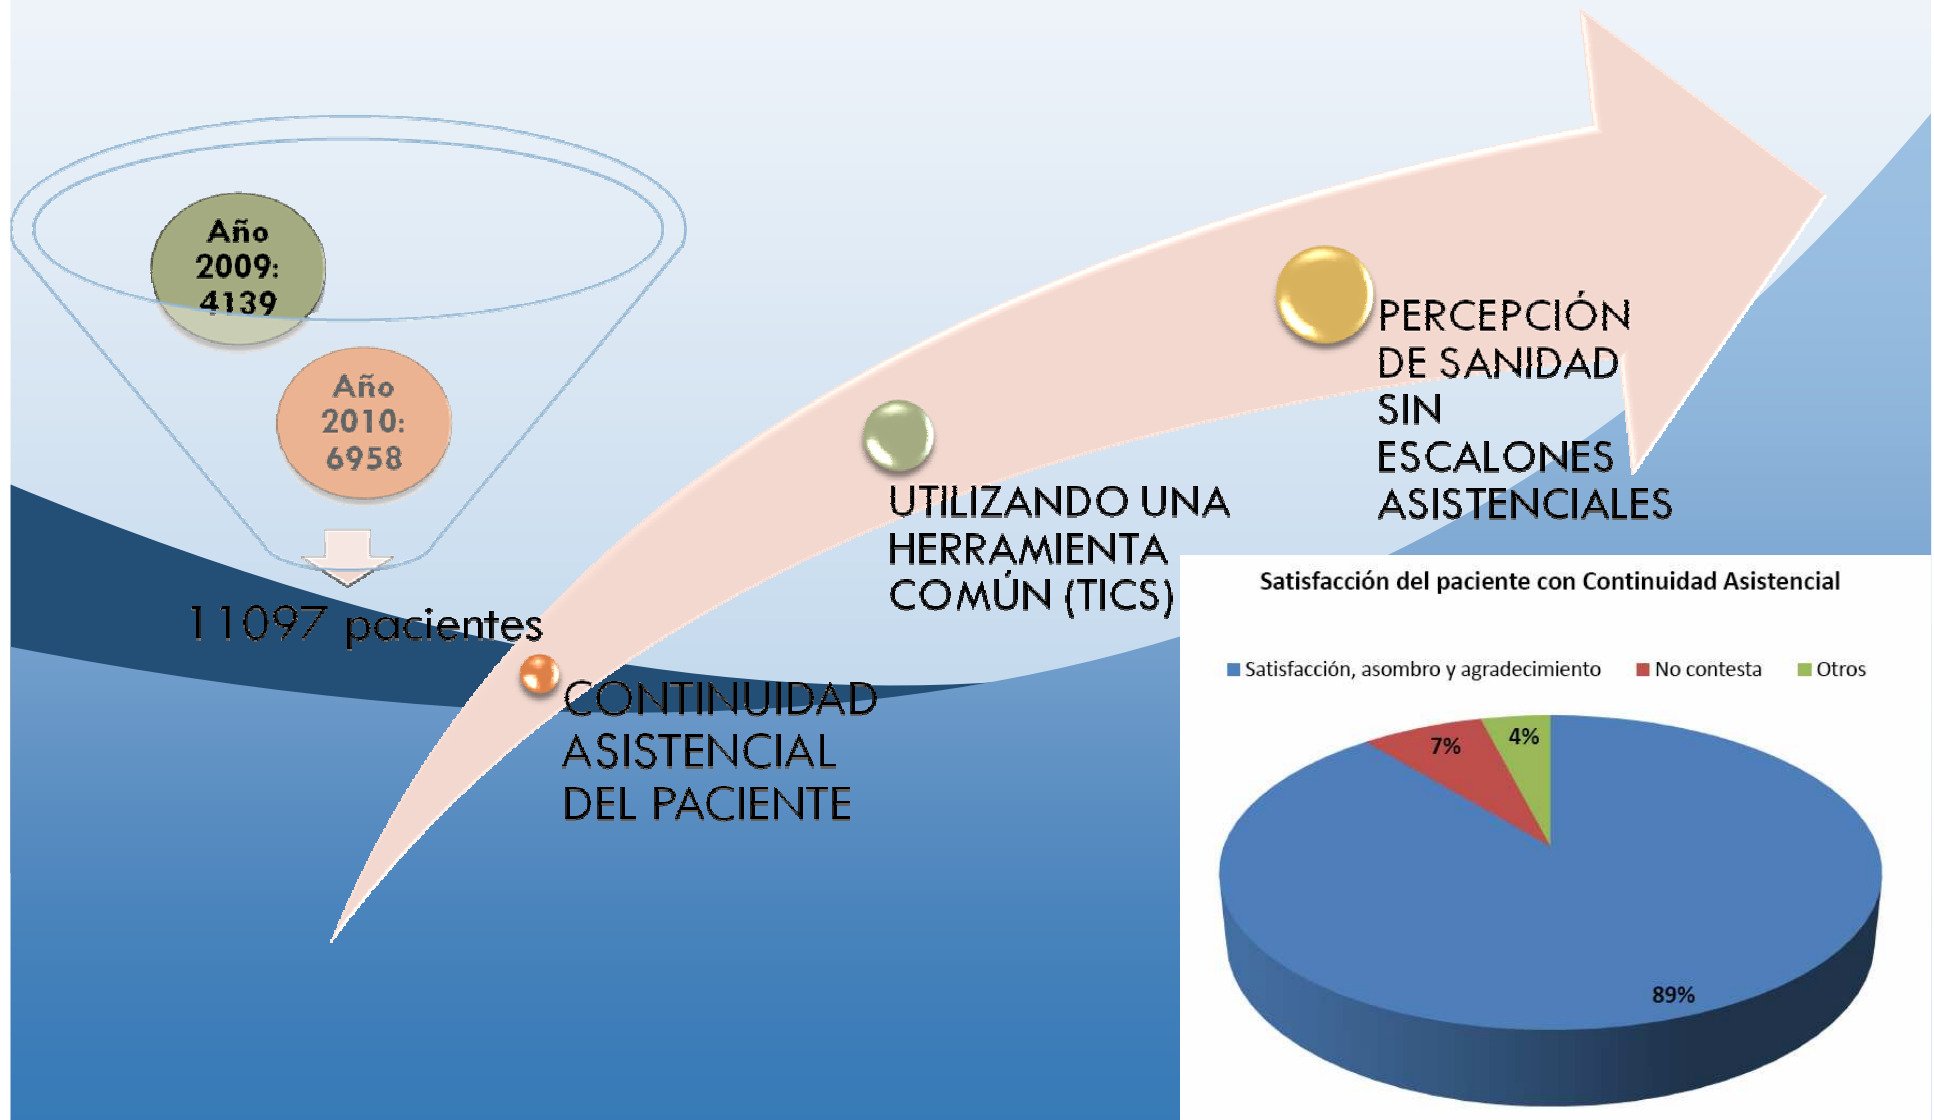 Año
2009:
4139
Año
2010:
6958
11097 pacientes
CONTINUIDAD
ASISTENCIAL
DEL PACIENTE
UTILIZANDO UNA
HERRAMIENTA
COMÚN (TICS)
PERCEPCIÓN
DE SANIDAD
SIN
ESCALONES
ASISTENCIALES
Satisfacción del paciente con Continuidad Asistencial
Satisfacción, asombro y agradecimiento No contesta Otros
7% 4%
89%